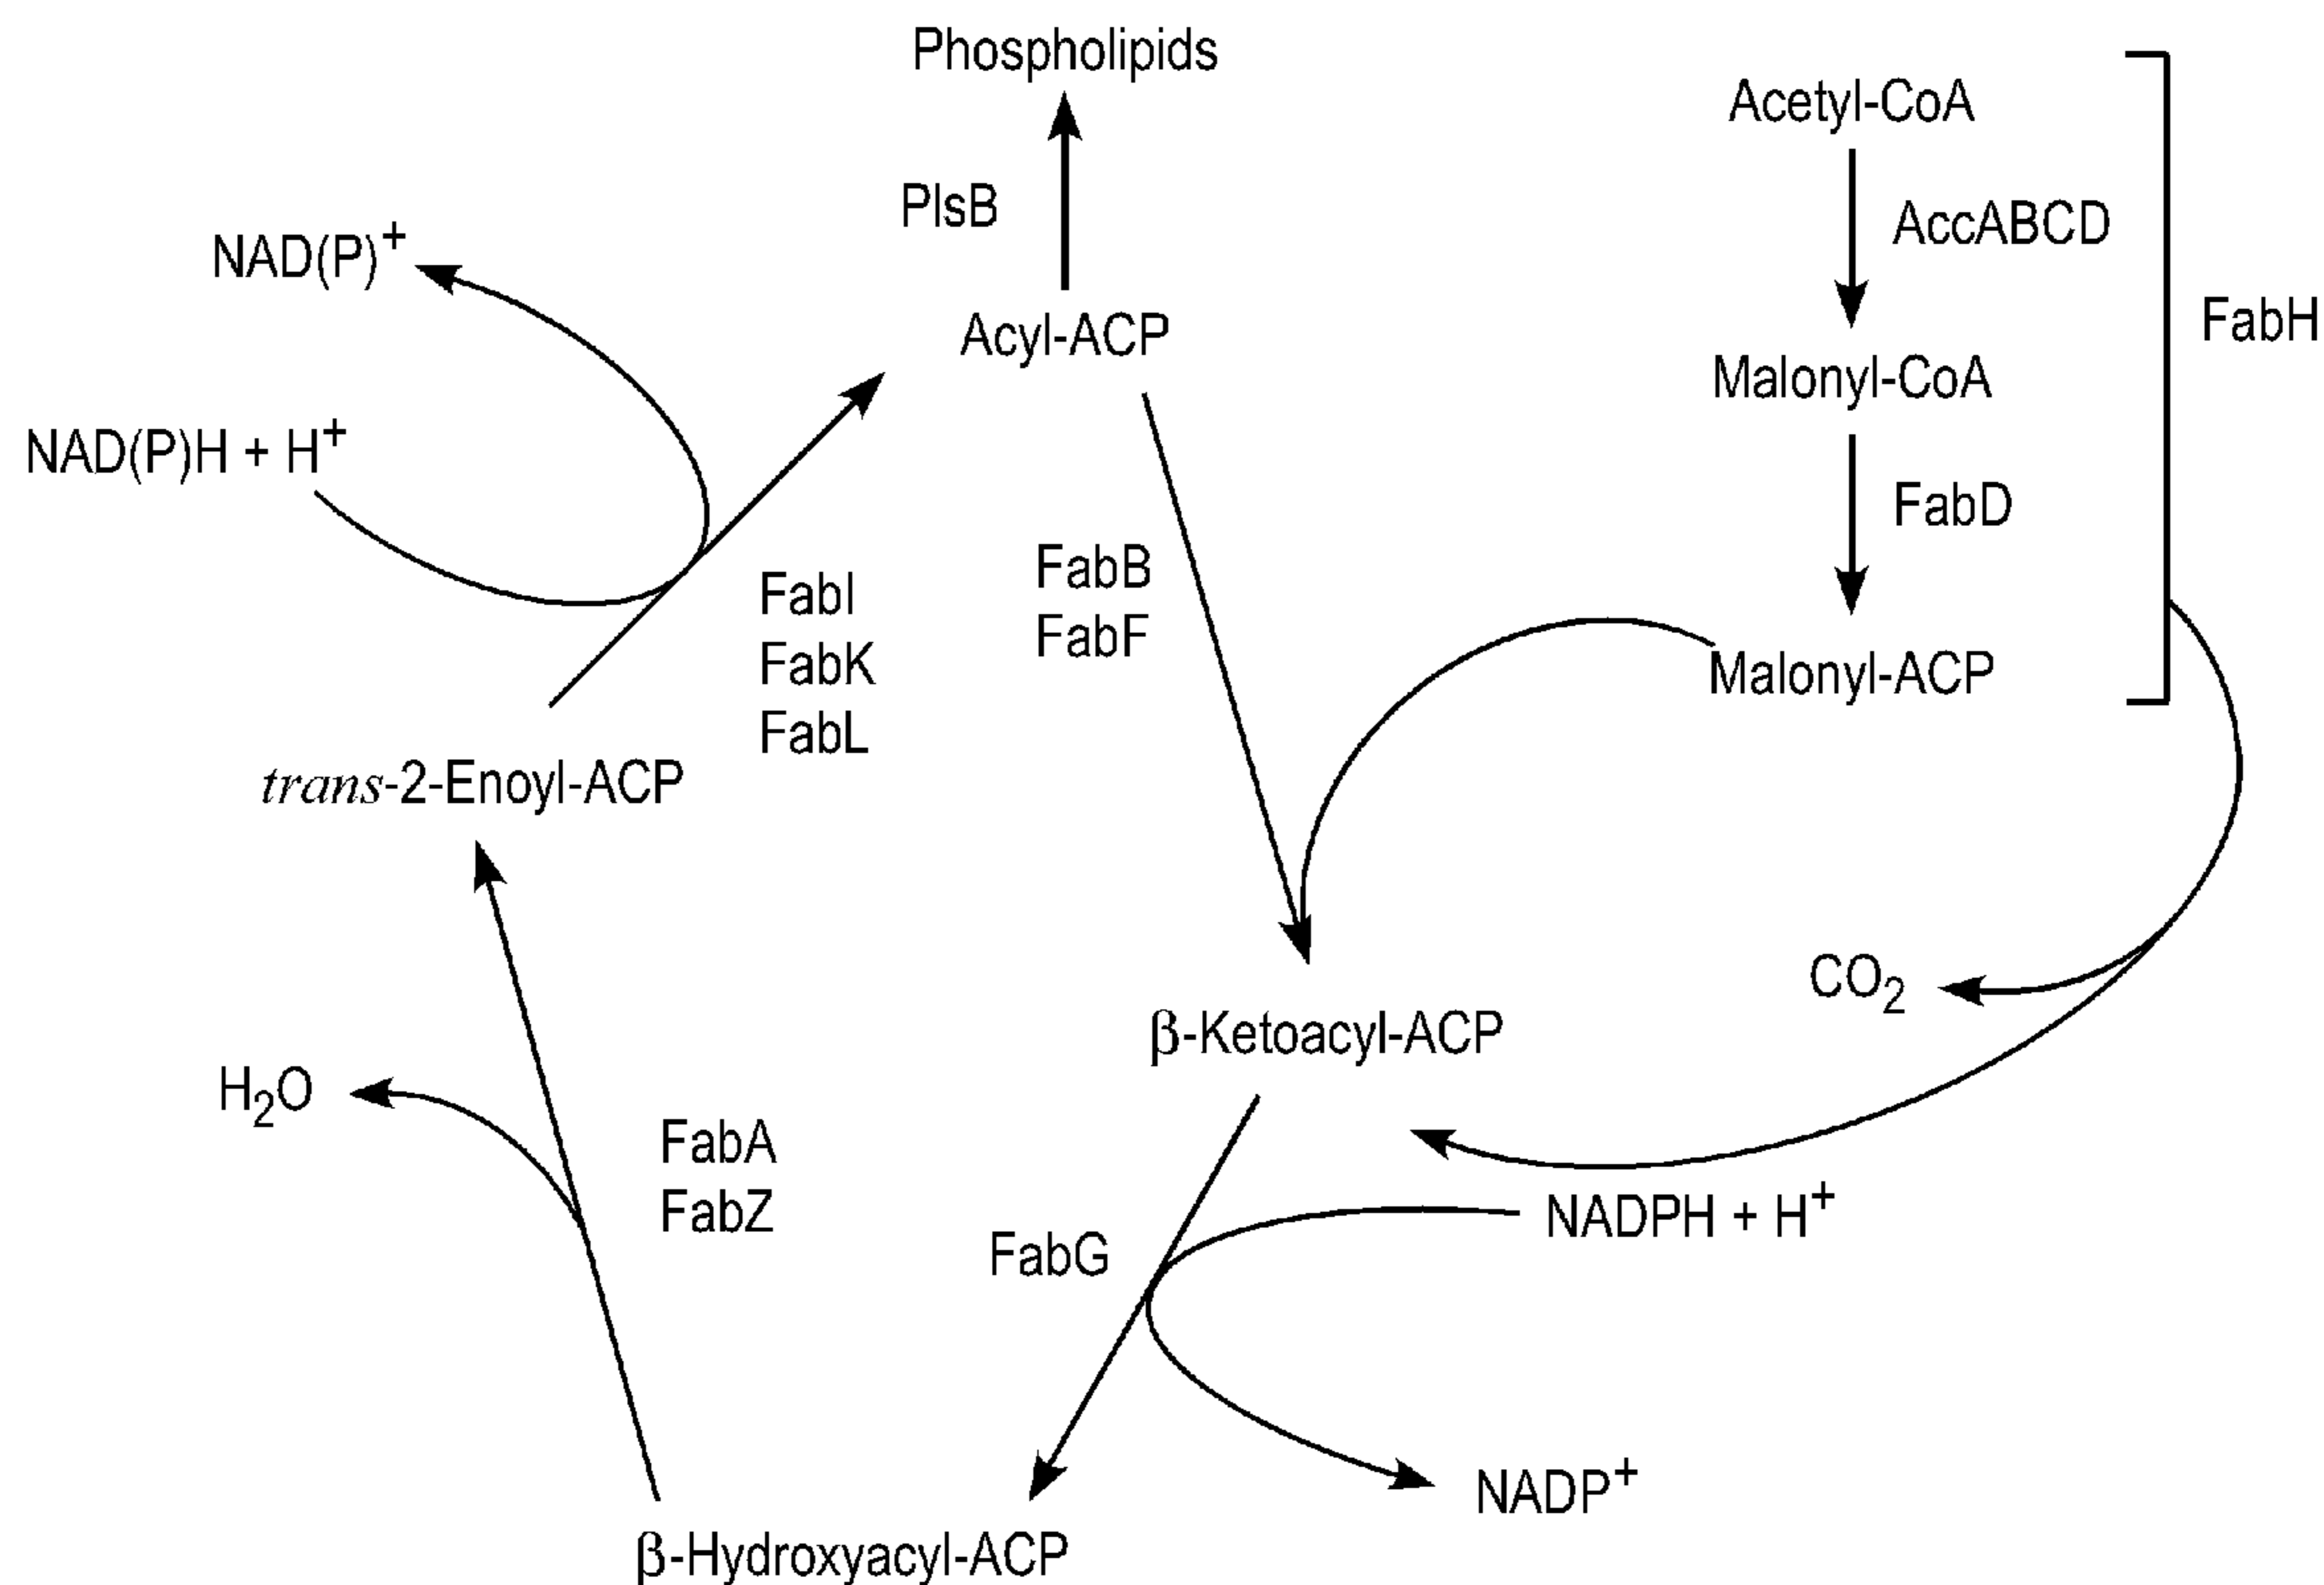 Phospholipids
Acetyl-CoA
PlsB
AccABCD
NAD(P)⁺
FabH
Acyl-ACP
Malonyl-CoA
NAD(P)H + H⁺
FabD
FabI
FabK
FabL
FabB
FabF
Malonyl-ACP
trans-2-Enoyl-ACP
CO₂
β-Ketoacyl-ACP
H₂O
FabA
FabZ
FabG
NADPH + H⁺
NADP⁺
β-Hydroxyacyl-ACP